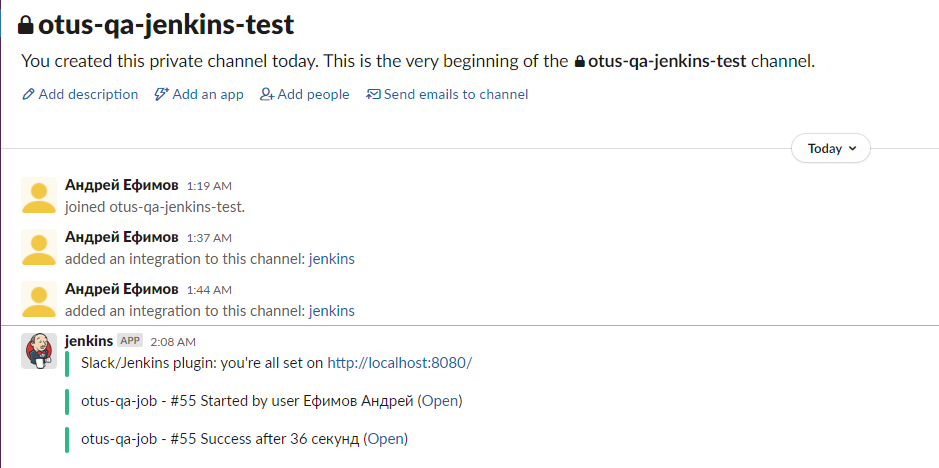 otus-qa-jenkins-test
You created this private channel today. This is the very beginning of the otus-qa-jenkins-test channel.
Add description Add an app Add people Send emails to channel
Today
Андрей Ефимов 1:19 AM
joined otus-qa-jenkins-test.
Андрей Ефимов 1:37 AM
added an integration to this channel: jenkins
Андрей Ефимов 1:44 AM
added an integration to this channel: jenkins
jenkins APP 2:08 AM
Slack/Jenkins plugin: you're all set on http://localhost:8080/
otus-qa-job - #55 Started by user Ефимов Андрей (Open)
otus-qa-job - #55 Success after 36 секунд (Open)